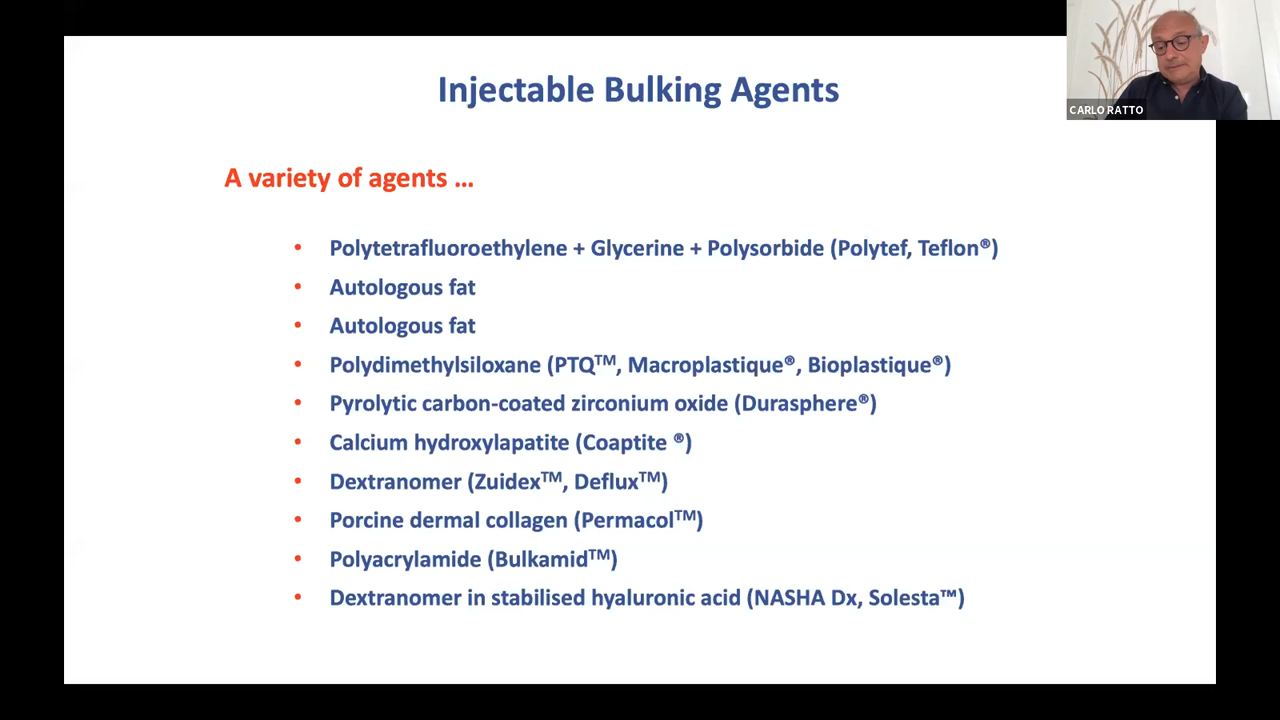 Injectable Bulking Agents
CARLO RATTO
A variety of agents ...
• Polytetrafluoroethylene + Glycerine + Polysorbide (Polytef, Teflon®)
• Autologous fat
• Autologous fat
• Polydimethylsiloxane (PTQ™, Macroplastique®, Bioplastique®)
• Pyrolytic carbon-coated zirconium oxide (Durasphere®)
• Calcium hydroxylapatite (Coaptite ®)
• Dextranomer (Zuidex™, Deflux™)
• Porcine dermal collagen (Permacol™)
• Polyacrylamide (Bulkamid™)
• Dextranomer in stabilised hyaluronic acid (NASHA Dx, Solesta™)